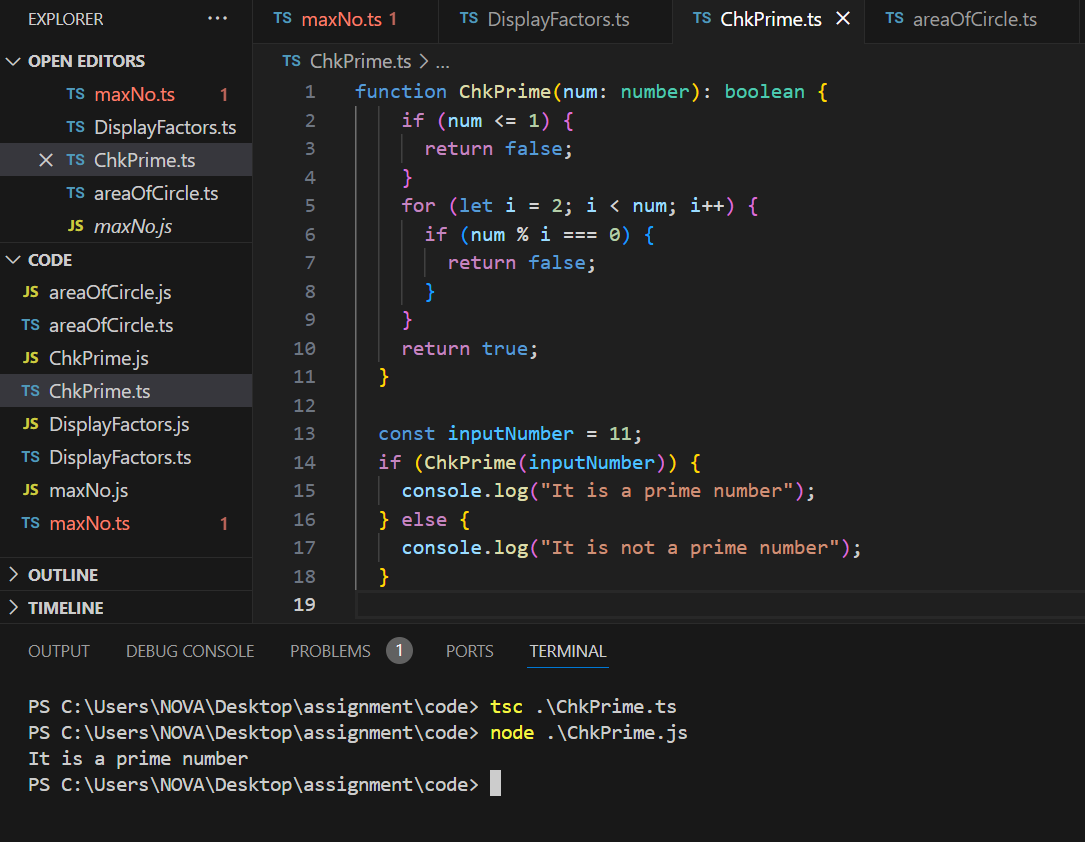 EXPLORER ...
OPEN EDITORS
TS maxNo.ts 1
TS DisplayFactors.ts
TS ChkPrime.ts
TS areaOfCircle.ts
JS maxNo.js
CODE
JS areaOfCircle.js
TS areaOfCircle.ts
JS ChkPrime.js
TS ChkPrime.ts
JS DisplayFactors.js
TS DisplayFactors.ts
JS maxNo.js
TS maxNo.ts 1
OUTLINE
TIMELINE
TS maxNo.ts 1 TS DisplayFactors.ts TS ChkPrime.ts TS areaOfCircle.ts
TS ChkPrime.ts > ...
1 function ChkPrime(num: number): boolean {
2 if (num <= 1) {
3 return false;
4 }
5 for (let i = 2; i < num; i++) {
6 if (num % i === 0) {
7 return false;
8 }
9 }
10 return true;
11 }
12
13 const inputNumber = 11;
14 if (ChkPrime(inputNumber)) {
15 console.log("It is a prime number");
16 } else {
17 console.log("It is not a prime number");
18 }
19
OUTPUT DEBUG CONSOLE PROBLEMS 1 PORTS TERMINAL
PS C:\Users\NOVA\Desktop\assignment\code> tsc .\ChkPrime.ts
PS C:\Users\NOVA\Desktop\assignment\code> node .\ChkPrime.js
It is a prime number
PS C:\Users\NOVA\Desktop\assignment\code>